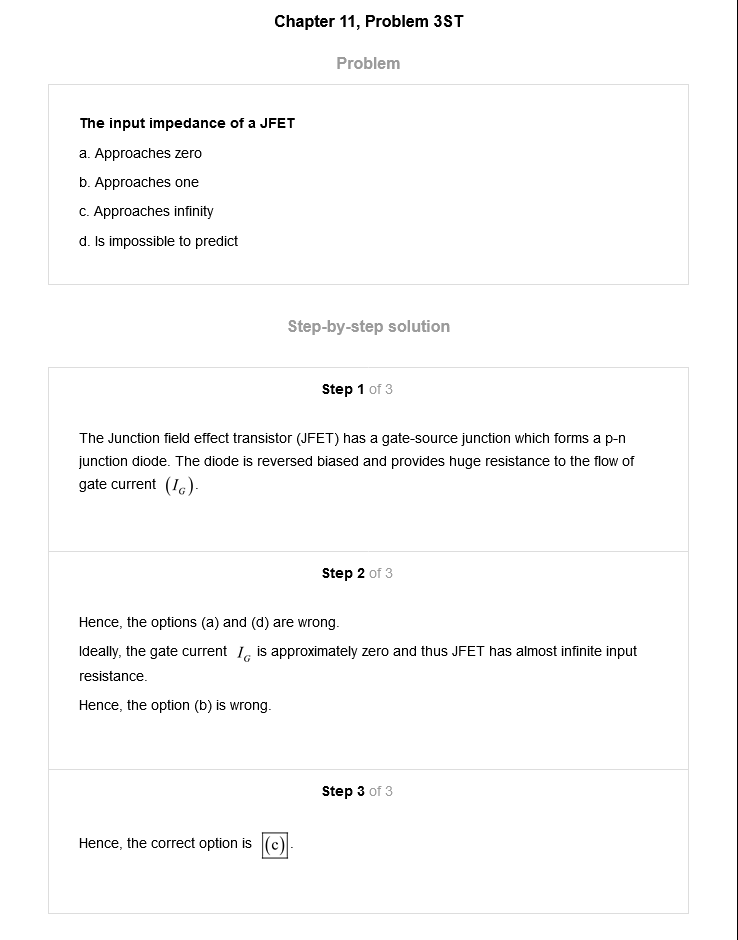 Chapter 11, Problem 3ST
Problem
The input impedance of a JFET
a. Approaches zero
b. Approaches one
c. Approaches infinity
d. Is impossible to predict
Step-by-step solution
Step 1 of 3
The Junction field effect transistor (JFET) has a gate-source junction which forms a p-n
junction diode. The diode is reversed biased and provides huge resistance to the flow of
gate current (I_G).
Step 2 of 3
Hence, the options (a) and (d) are wrong.
Ideally, the gate current I_G is approximately zero and thus JFET has almost infinite input
resistance.
Hence, the option (b) is wrong.
Step 3 of 3
Hence, the correct option is (c).